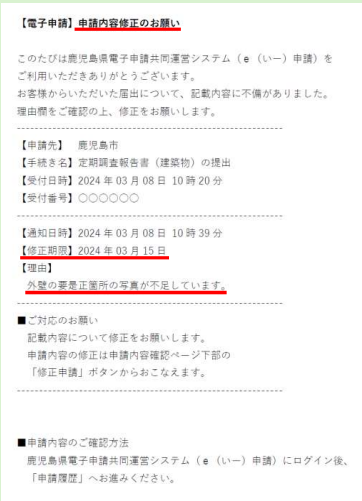 【電子申請】申請内容修正のお願い
このたびは鹿児島県電子申請共同運営システム(e(いー)申請)を
ご利用いただきありがとうございます。
お客様からいただいた届出について、記載内容に不備がありました。
理由欄をご確認の上、修正をお願いします。
--------------------------------------------------
【申請先】 鹿児島市
【手続き名】定期調査報告書(建築物)の提出
【受付日時】2024 年 03 月 08 日 10 時 20 分
【受付番号】〇〇〇〇〇〇
--------------------------------------------------
【通知日時】2024 年 03 月 08 日 10 時 39 分
【修正期限】2024 年 03 月 15 日
【理由】
外壁の要是正箇所の写真が不足しています。
--------------------------------------------------
■ご対応のお願い
記載内容について修正をお願いします。
申請内容の修正は申請内容確認ページ下部の
「修正申請」ボタンからおこなえます。
--------------------------------------------------
■申請内容のご確認方法
鹿児島県電子申請共同運営システム(e(いー)申請)にログイン後、
「申請履歴」へお進みください。